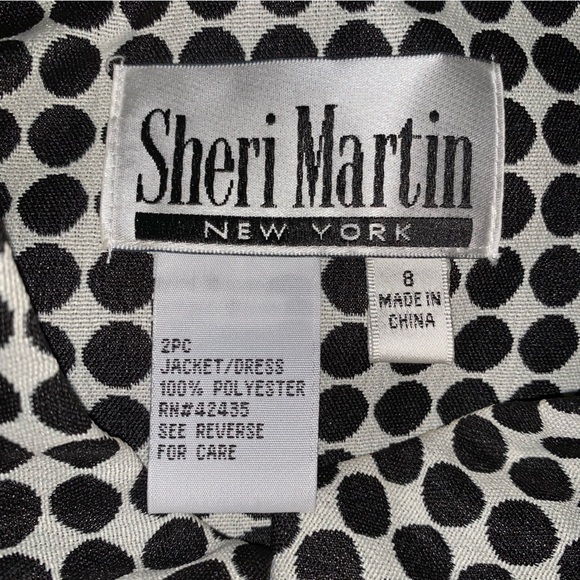 Sheri Martin
NEW YORK
8
MADE IN
CHINA
2PC
JACKET/DRESS
100% POLYESTER
RN#42435
SEE REVERSE
FOR CARE